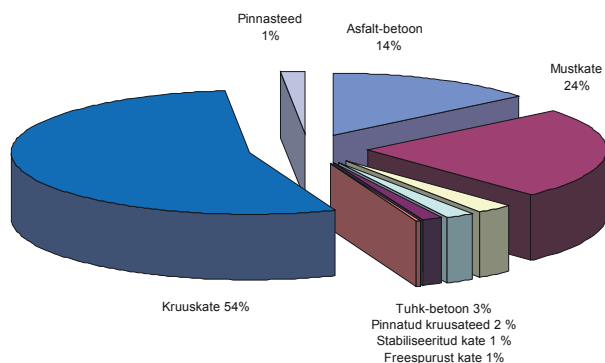 Pinnasteed
1%
Asfalt-betoon
14%
Mustkate
24%
Kruuskate 54%
Tuhk-betoon 3%
Pinnatud kruusateed 2 %
Stabiliseeritud kate 1 %
Freespurust kate 1%